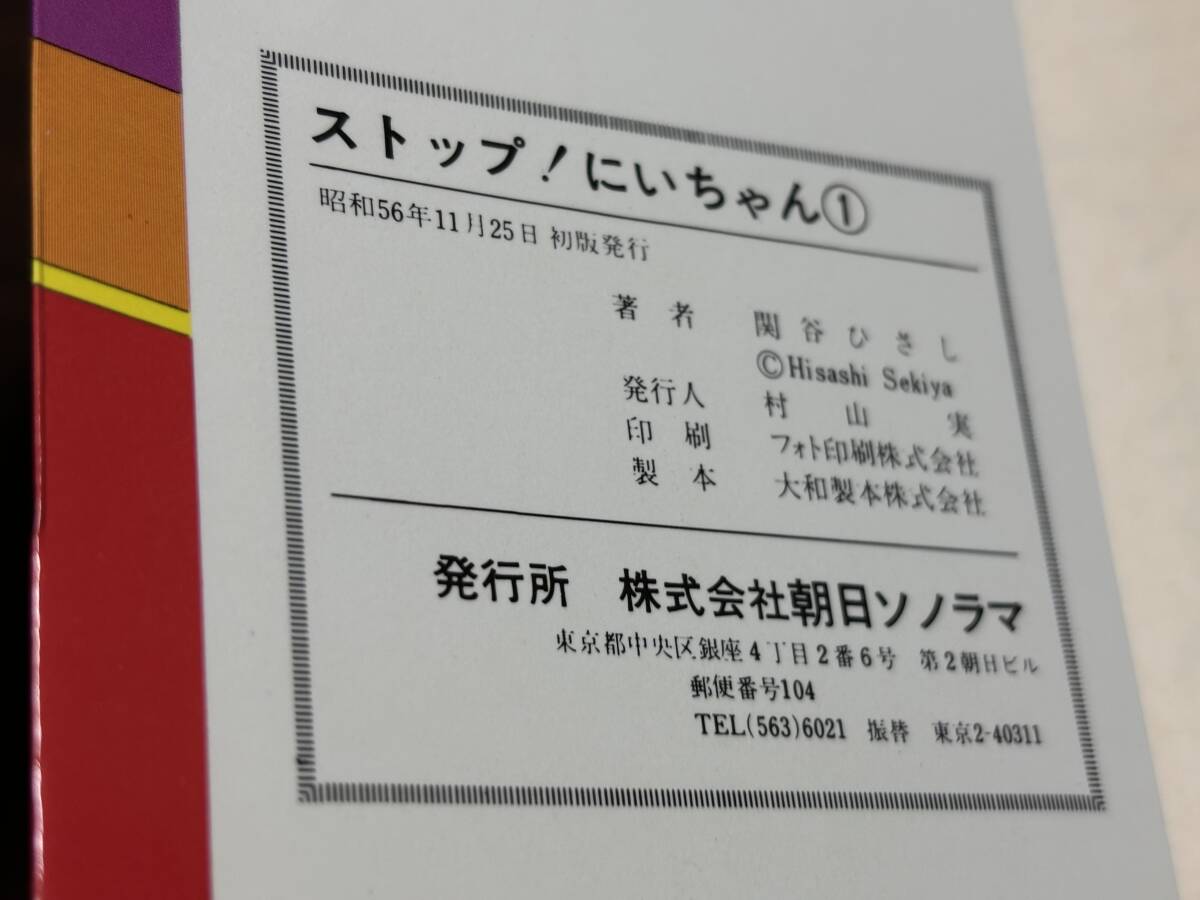 ストップ！にいちゃん①
昭和56年11月25日 初版発行
著者 関谷ひさし
©Hisashi Sekiya
発行人 村山実
印刷 フォト印刷株式会社
製本 大和製本株式会社
発行所 株式会社朝日ソノラマ
東京都中央区銀座4丁目2番6号 第2朝日ビル
郵便番号104
TEL(563)6021 振替 東京2-40311